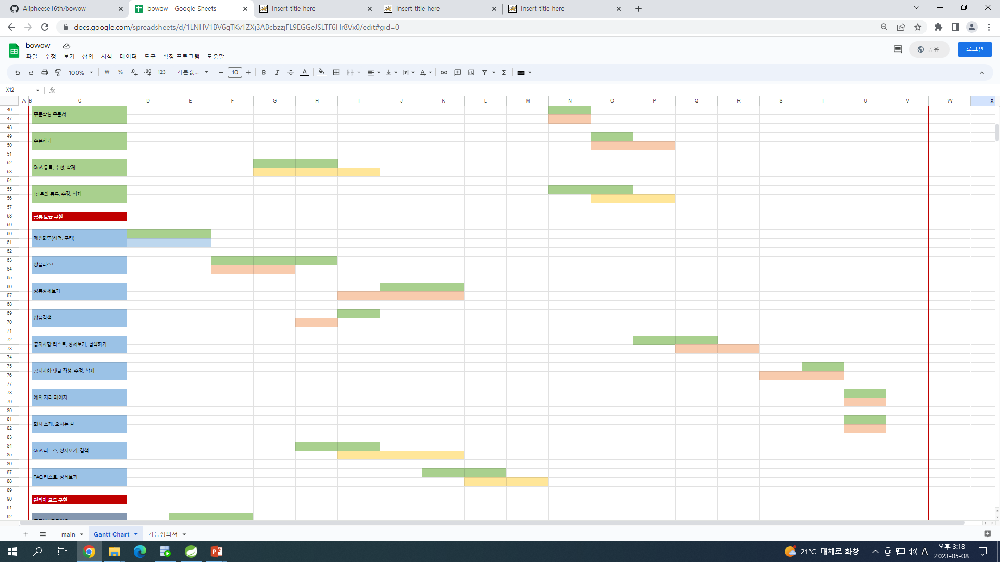 Alipheese16th/bowow
bowow - Google Sheets
Insert title here
Insert title here
Insert title here
docs.google.com/spreadsheets/d/1LNHV1BV6qTKv1ZXj3ABcbzzjFL9EGGeJSLTF6Hr8Vx0/edit#gid=0
bowow
파일 수정 보기 삽입 서식 데이터 도구 확장 프로그램 도움말
공유
로그인
100% ₩ % .0 .00 123 기본값... − 10 + B I A
X12
fx
A B C D E F G H I J K L M N O P Q R S T U V W X
46 주문작성 주문서
47
48
49 주문하기
50
51
52 QnA 등록, 수정, 삭제
53
54
55 1:1문의 등록, 수정, 삭제
56
57
58 공통 모듈 구현
59
60 메인화면(헤더, 푸터)
61
62
63 상품리스트
64
65
66 상품상세보기
67
68
69 상품검색
70
71
72 공지사항 리스트, 상세보기, 검색하기
73
74
75 공지사항 댓글 작성, 수정, 삭제
76
77
78 예외 처리 페이지
79
80
81 회사 소개, 오시는 길
82
83
84 QnA 리트스, 상세보기, 검색
85
86
87 FAQ 리스트, 상세보기
88
89
90 관리자 모드 구현
91
92
main
Gantt Chart
기능정의서
21°C 대체로 화창
A
오후 3:18
2023-05-08